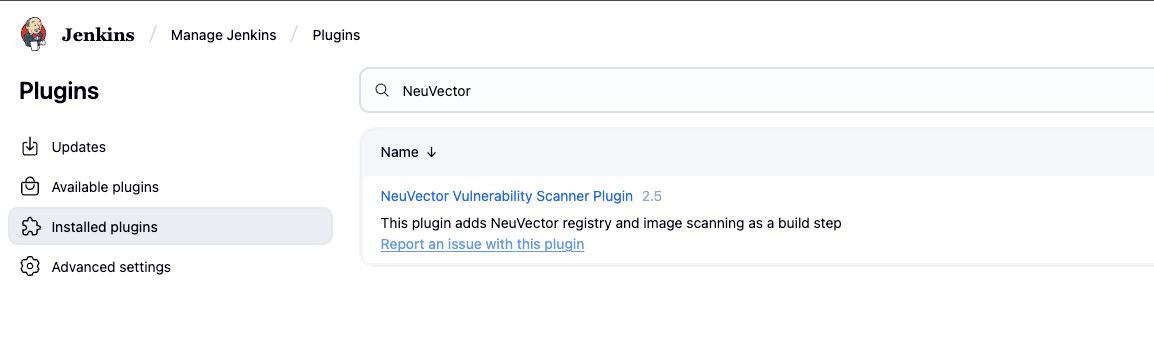 Jenkins / Manage Jenkins / Plugins
Plugins
Updates
Available plugins
Installed plugins
Advanced settings
NeuVector
Name ↓
NeuVector Vulnerability Scanner Plugin 2.5
This plugin adds NeuVector registry and image scanning as a build step
Report an issue with this plugin